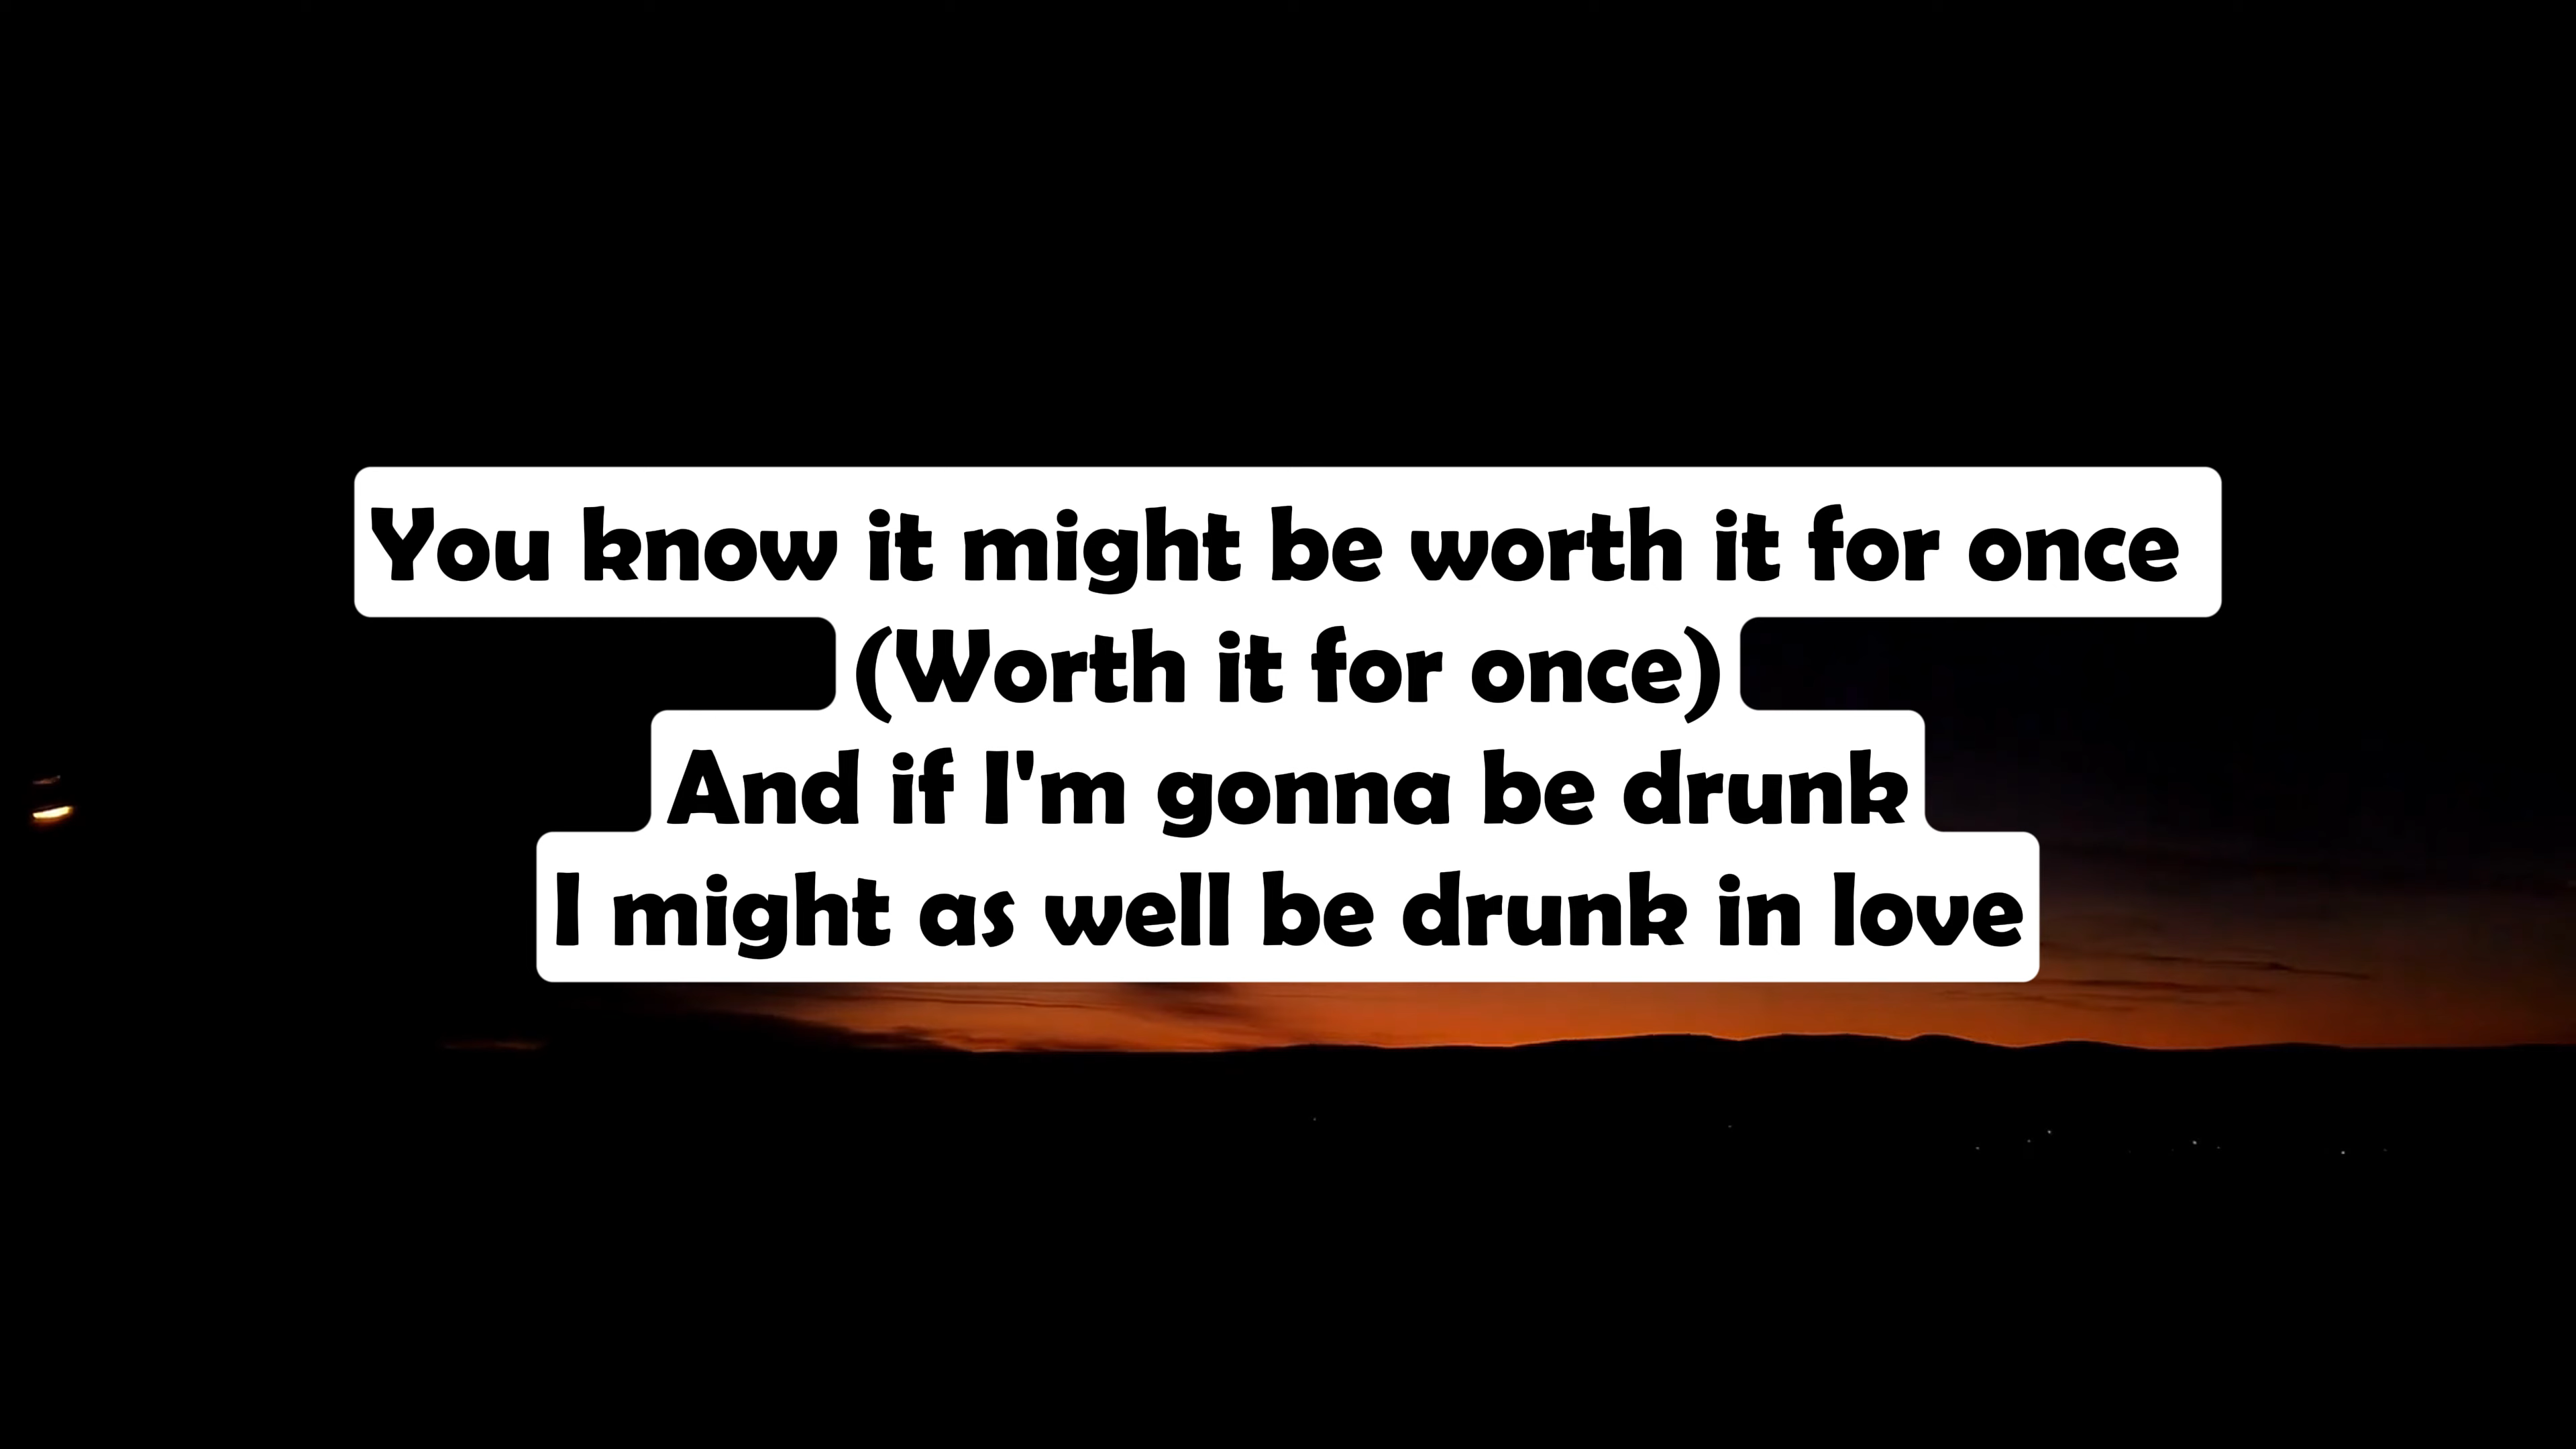 You know it might be worth it for once
(Worth it for once)
And if I'm gonna be drunk
I might as well be drunk in love